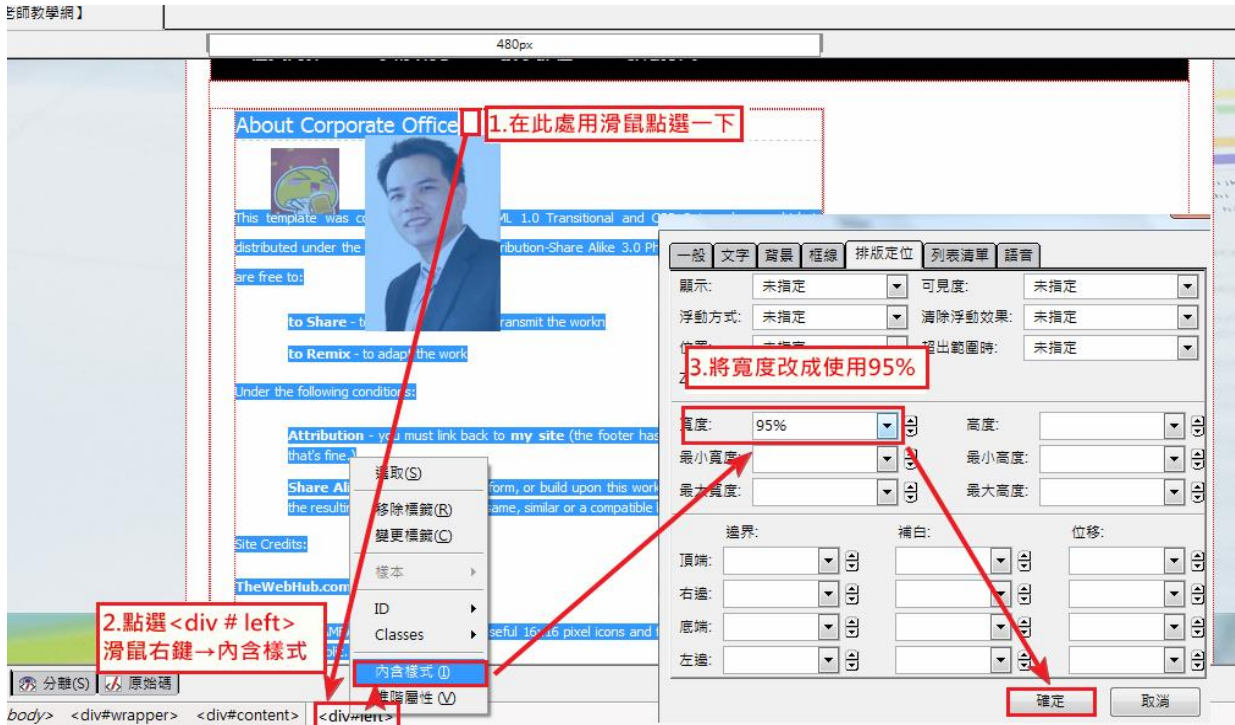 老師教學網】
480px
About Corporate Office
1.在此處用滑鼠點選一下
This template was
1.0 Transitional and
distributed under the
ribution-Share Alike 3.0
are free to:
to Share -
ransmit the workn
to Remix - to adapt the work
Under the following conditions:
Attribution - you must link back to my site (the footer has
that's fine.)
Share
form, or build upon this work
the
same, similar or a compatible
Site Credits:
TheWebHub.com
seful 16x16 pixel icons and
選取(S)
移除標籤(R)
變更標籤(C)
樣本
ID
Classes
內含樣式(I)
進階屬性(V)
2.點選<div # left>
滑鼠右鍵→內含樣式
一般 文字 背景 框線 排版定位 列表清單 語音
顯示: 未指定 可見度: 未指定
浮動方式: 未指定 清除浮動效果: 未指定
超出範圍時: 未指定
3.將寬度改成使用95%
寬度: 95% 高度:
最小寬度: 最小高度:
最大寬度: 最大高度:
邊界: 補白: 位移:
頂端:
右邊:
底端:
左邊:
確定 取消
分離(S) 原始碼
body> <div#wrapper> <div#content> <div#left>